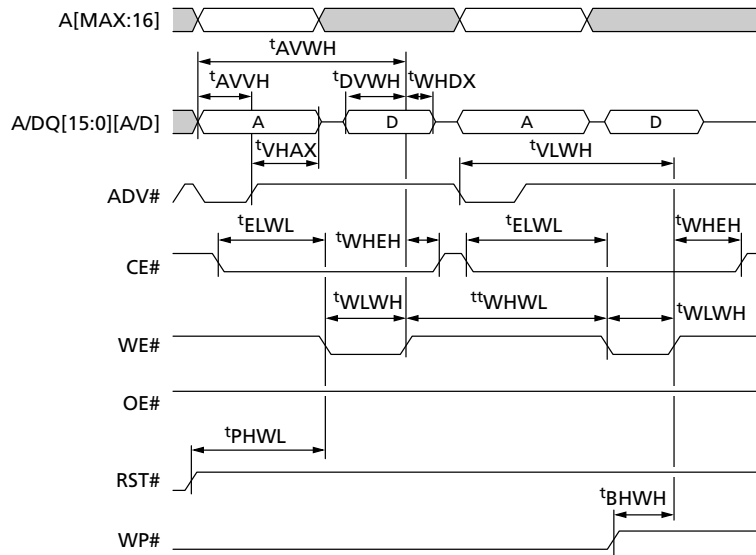 A[MAX:16]
tAVWH
tAVVH
tDVWH
tWHDX
A/DQ[15:0][A/D]
A
D
A
D
tVHAX
tVLWH
ADV#
tELWL
tWHEH
tELWL
tWHEH
CE#
tWLWH
ttWHWL
tWLWH
WE#
OE#
tPHWL
RST#
tBHWH
WP#